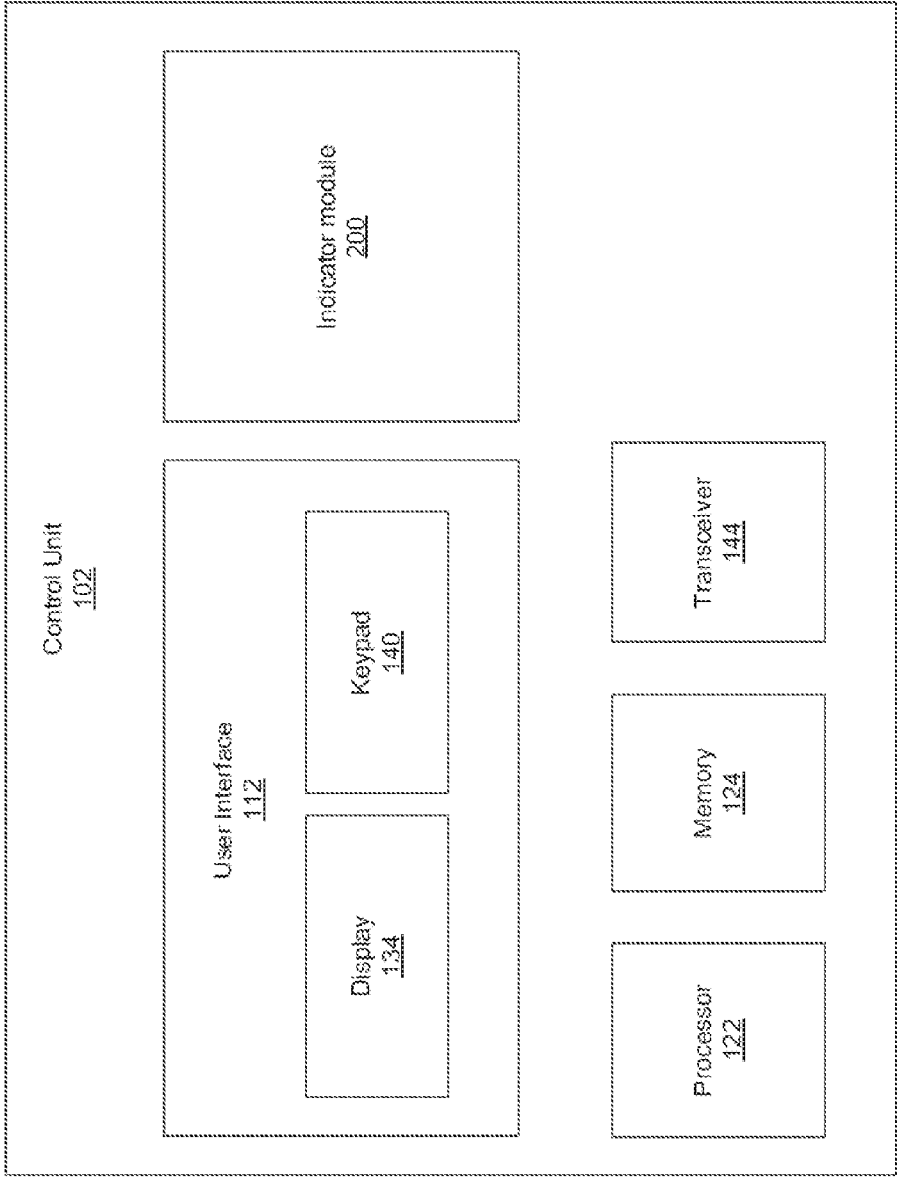 Control Unit
102
User Interface
112
Display
134
Keypad
140
Indicator module
200
Processor
122
Memory
124
Transceiver
144